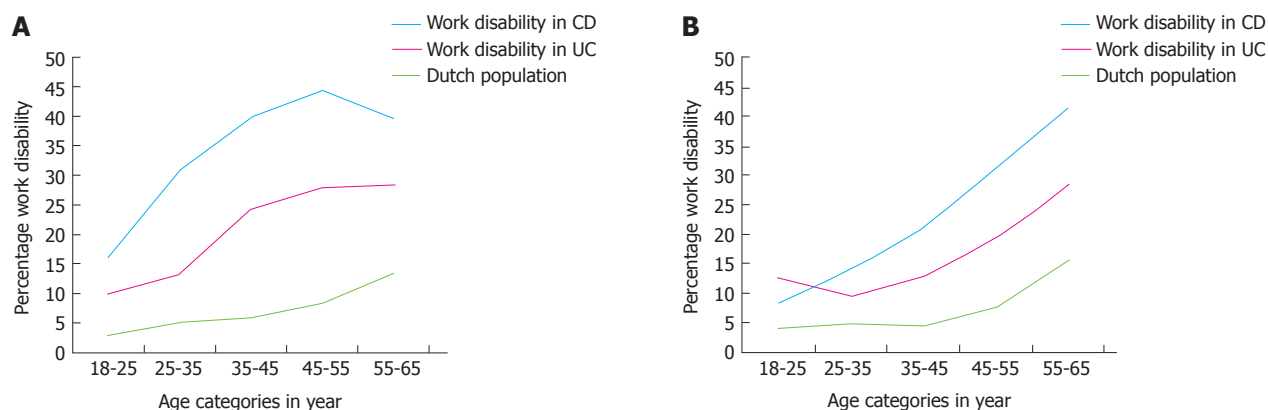 A
Work disability in CD
Work disability in UC
Dutch population
Percentage work disability
50
45
40
35
30
25
20
15
10
5
0
18-25 25-35 35-45 45-55 55-65
Age categories in year
B
Work disability in CD
Work disability in UC
Dutch population
Percentage work disability
50
45
40
35
30
25
20
15
10
5
0
18-25 25-35 35-45 45-55 55-65
Age categories in year